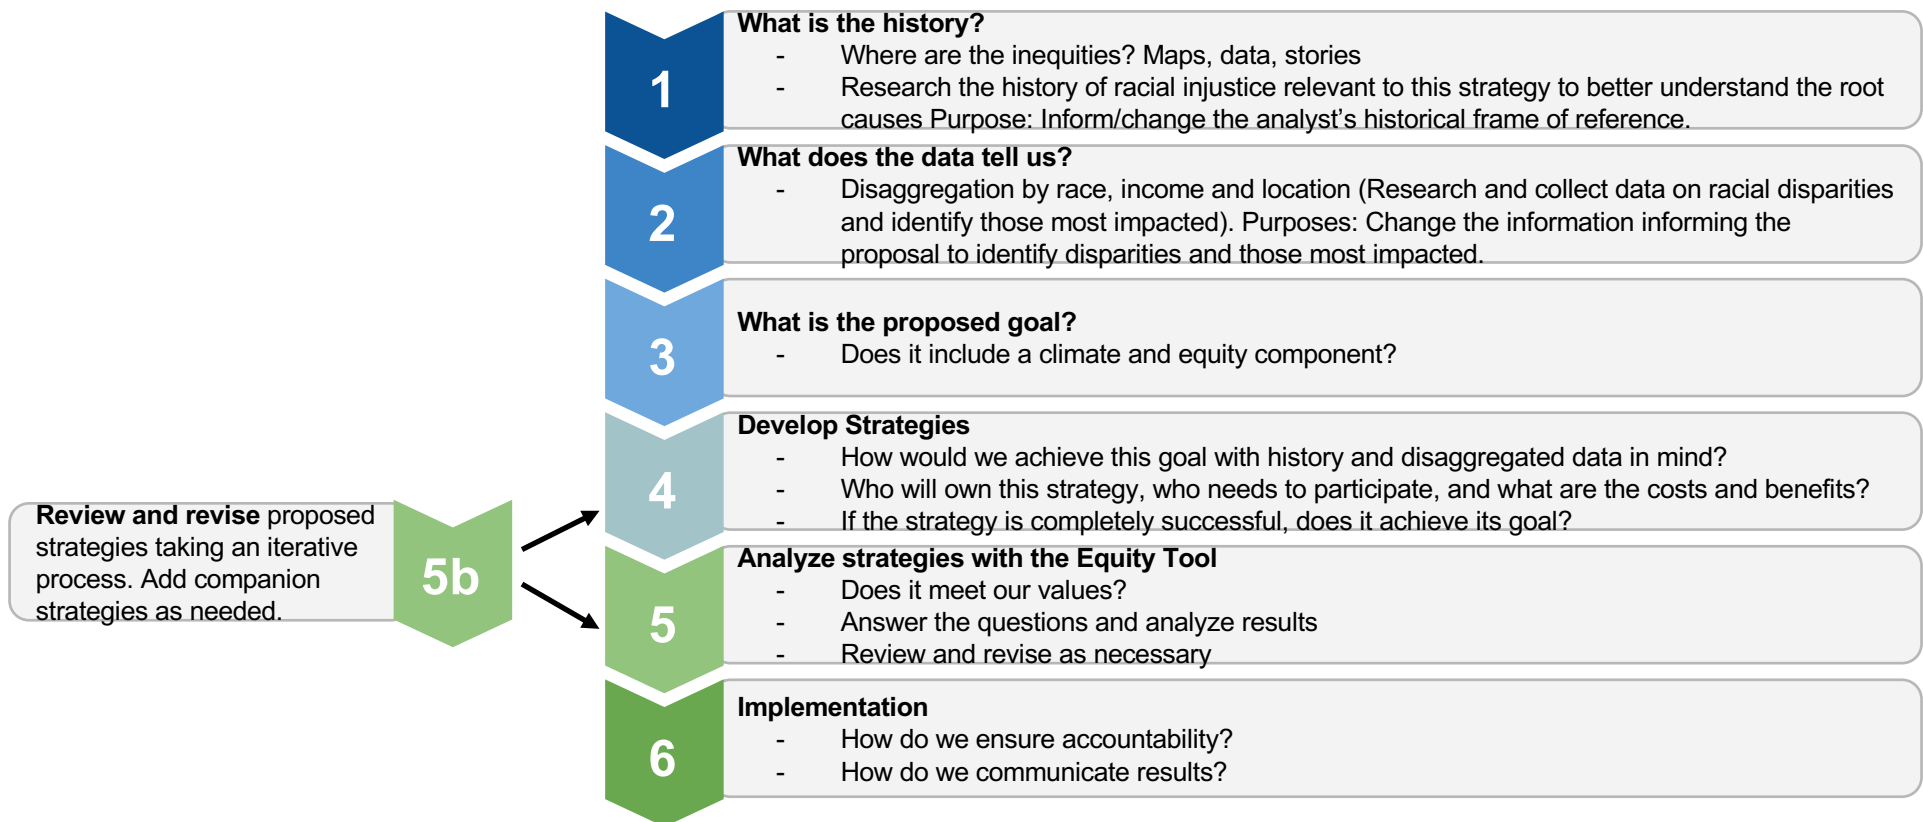 1
What is the history?
- Where are the inequities? Maps, data, stories
- Research the history of racial injustice relevant to this strategy to better understand the root
causes Purpose: Inform/change the analyst’s historical frame of reference.
2
What does the data tell us?
- Disaggregation by race, income and location (Research and collect data on racial disparities
and identify those most impacted). Purposes: Change the information informing the
proposal to identify disparities and those most impacted.
3
What is the proposed goal?
- Does it include a climate and equity component?
4
Develop Strategies
- How would we achieve this goal with history and disaggregated data in mind?
- Who will own this strategy, who needs to participate, and what are the costs and benefits?
- If the strategy is completely successful, does it achieve its goal?
5
Analyze strategies with the Equity Tool
- Does it meet our values?
- Answer the questions and analyze results
- Review and revise as necessary
Review and revise proposed
strategies taking an iterative
process. Add companion
strategies as needed.
5b
6
Implementation
- How do we ensure accountability?
- How do we communicate results?